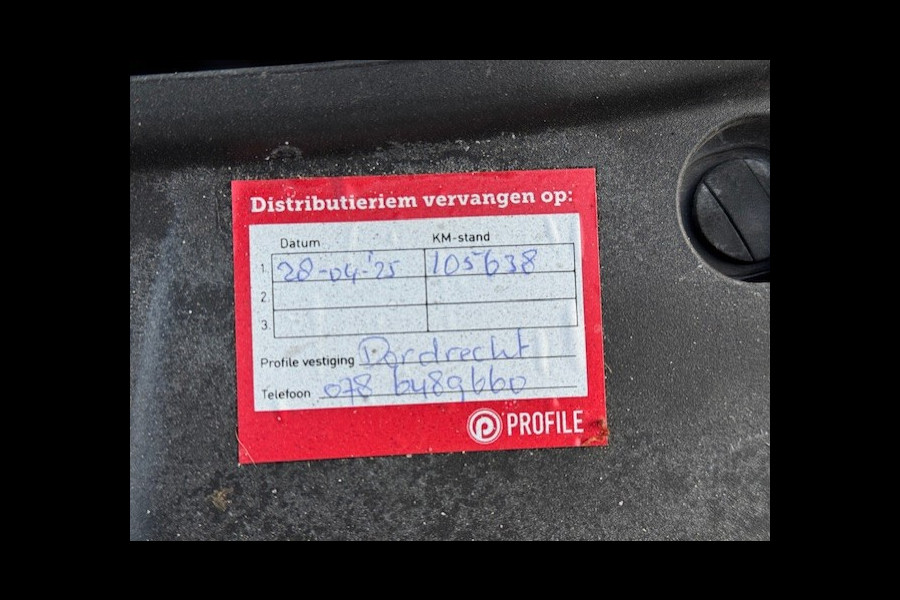 Distributieriem vervangen op:
Datum KM-stand
1. 28-04-'25 105638
2.
3.
Profile vestiging Dordrecht
Telefoon 078 6489660
PROFILE